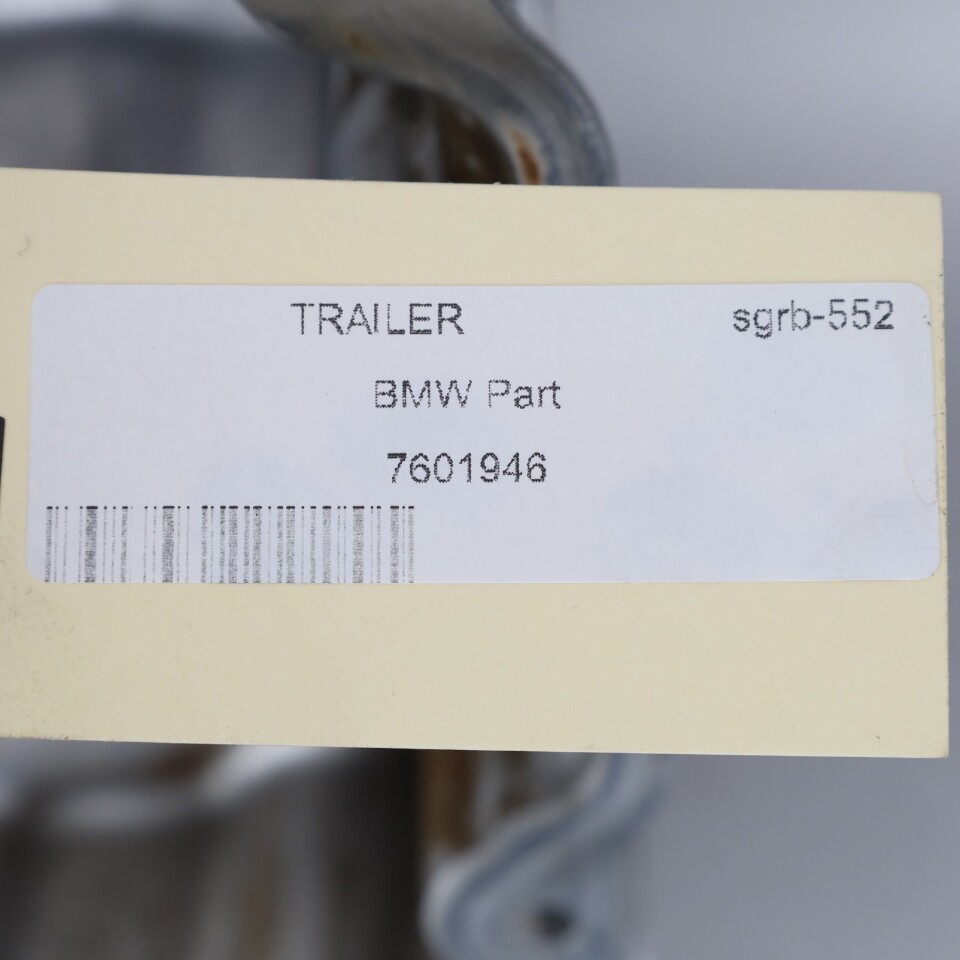 TRAILER sgrb-552
BMW Part
7601946